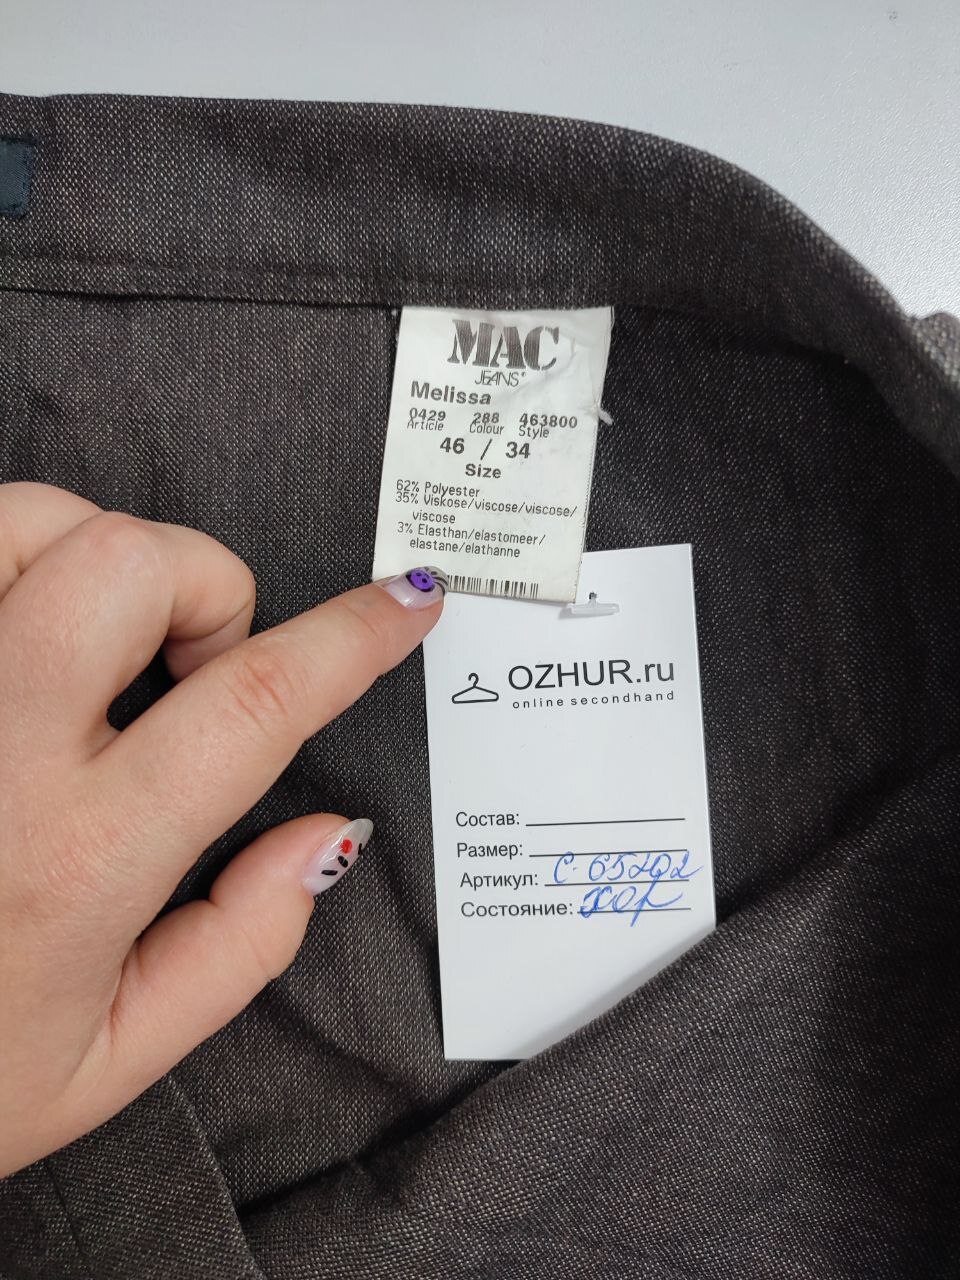 MAC
JEANS
Melissa
0429 288 463800
Article Colour Style
46 / 34
Size
62% Polyester
35% Viskose/viscose/viscose/
viscose
3% Elasthan/elastomeer/
elastane/elathanne
OZHUR.ru
online secondhand
Состав:
Размер:
Артикул: С-65202
Состояние: хор